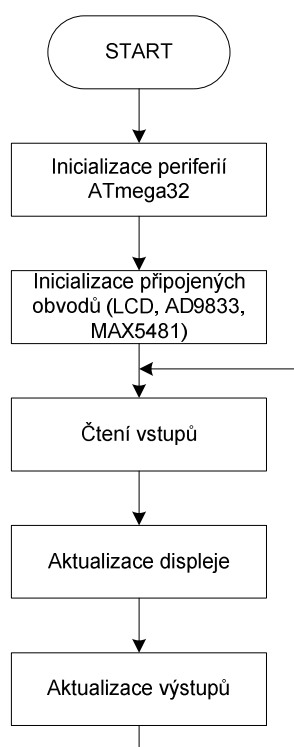 START
Inicializace periferií
ATmega32
Inicializace připojených
obvodů (LCD, AD9833,
MAX5481)
Čtení vstupů
Aktualizace displeje
Aktualizace výstupů